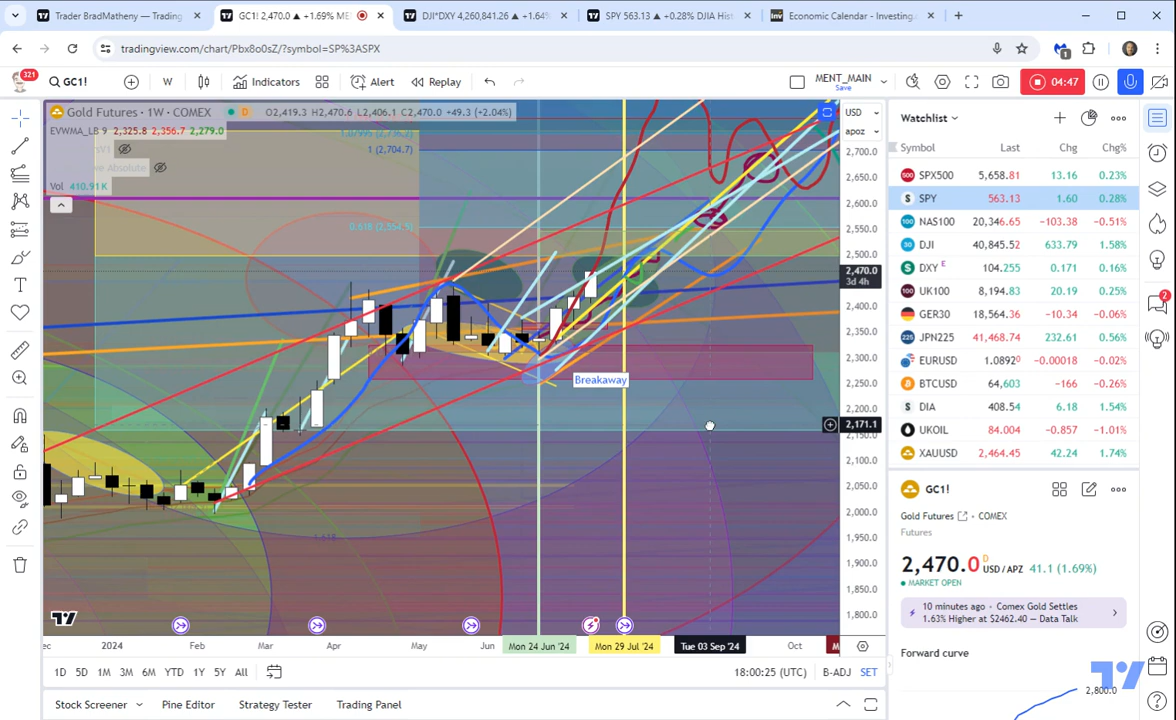 Trader BradMatheny — Trading
GC1! 2,470.0 ▲ +1.69% ME
DJI*DXY 4,260,841.26 ▲ +1.64%
SPY 563.13 ▲ +0.28% DJIA Hist
Economic Calendar - Investing.
tradingview.com/chart/Pbx8o0sZ/?symbol=SP%3ASPX
1
321
GC1!
W
Indicators
Alert
Replay
MENT_MAIN
Save
04:47
Gold Futures · 1W · COMEX
D
O2,419.3 H2,470.6 L2,406.1 C2,470.0 +49.3 (+2.04%)
EVWMA_LB 9 2,325.8 2,356.7 2,279.0
ve Absolute
Vol 410.91K
1 (2,704.7)
1.618
Breakaway
USD
apoz
2,700.0
2,650.0
2,600.0
2,550.0
2,500.0
2,470.0
3d 4h
2,400.0
2,350.0
2,300.0
2,250.0
2,200.0
2,171.1
2,150.0
2,100.0
2,050.0
2,000.0
1,950.0
1,900.0
1,850.0
1,800.0
ec
2024
Feb
Mar
Apr
May
Jun
Mon 24 Jun '24
Mon 29 Jul '24
Tue 03 Sep '24
Oct
M
1D 5D 1M 3M 6M YTD 1Y 5Y All
18:00:25 (UTC)
B-ADJ
SET
Stock Screener
Pine Editor
Strategy Tester
Trading Panel
Watchlist
Symbol Last Chg Chg%
SPX500 5,658.81 13.16 0.23%
SPY 563.13 1.60 0.28%
NAS100 20,346.65 −103.38 −0.51%
DJI 40,845.52 633.79 1.58%
DXY E 104.255 0.171 0.16%
UK100 8,194.83 20.19 0.25%
GER30 18,564.36 −10.34 −0.06%
JPN225 41,468.74 232.61 0.56%
EURUSD 1.08920 −0.00018 −0.02%
BTCUSD 64,603 −166 −0.26%
DIA 408.54 6.18 1.54%
UKOIL 84.004 −0.857 −1.01%
XAUUSD 2,464.45 42.24 1.74%
GC1!
Gold Futures · COMEX
Futures
2,470.0 D USD / APZ 41.1 (1.69%)
MARKET OPEN
10 minutes ago · Comex Gold Settles
1.63% Higher at $2462.40 — Data Talk
Forward curve
2,800.0
2